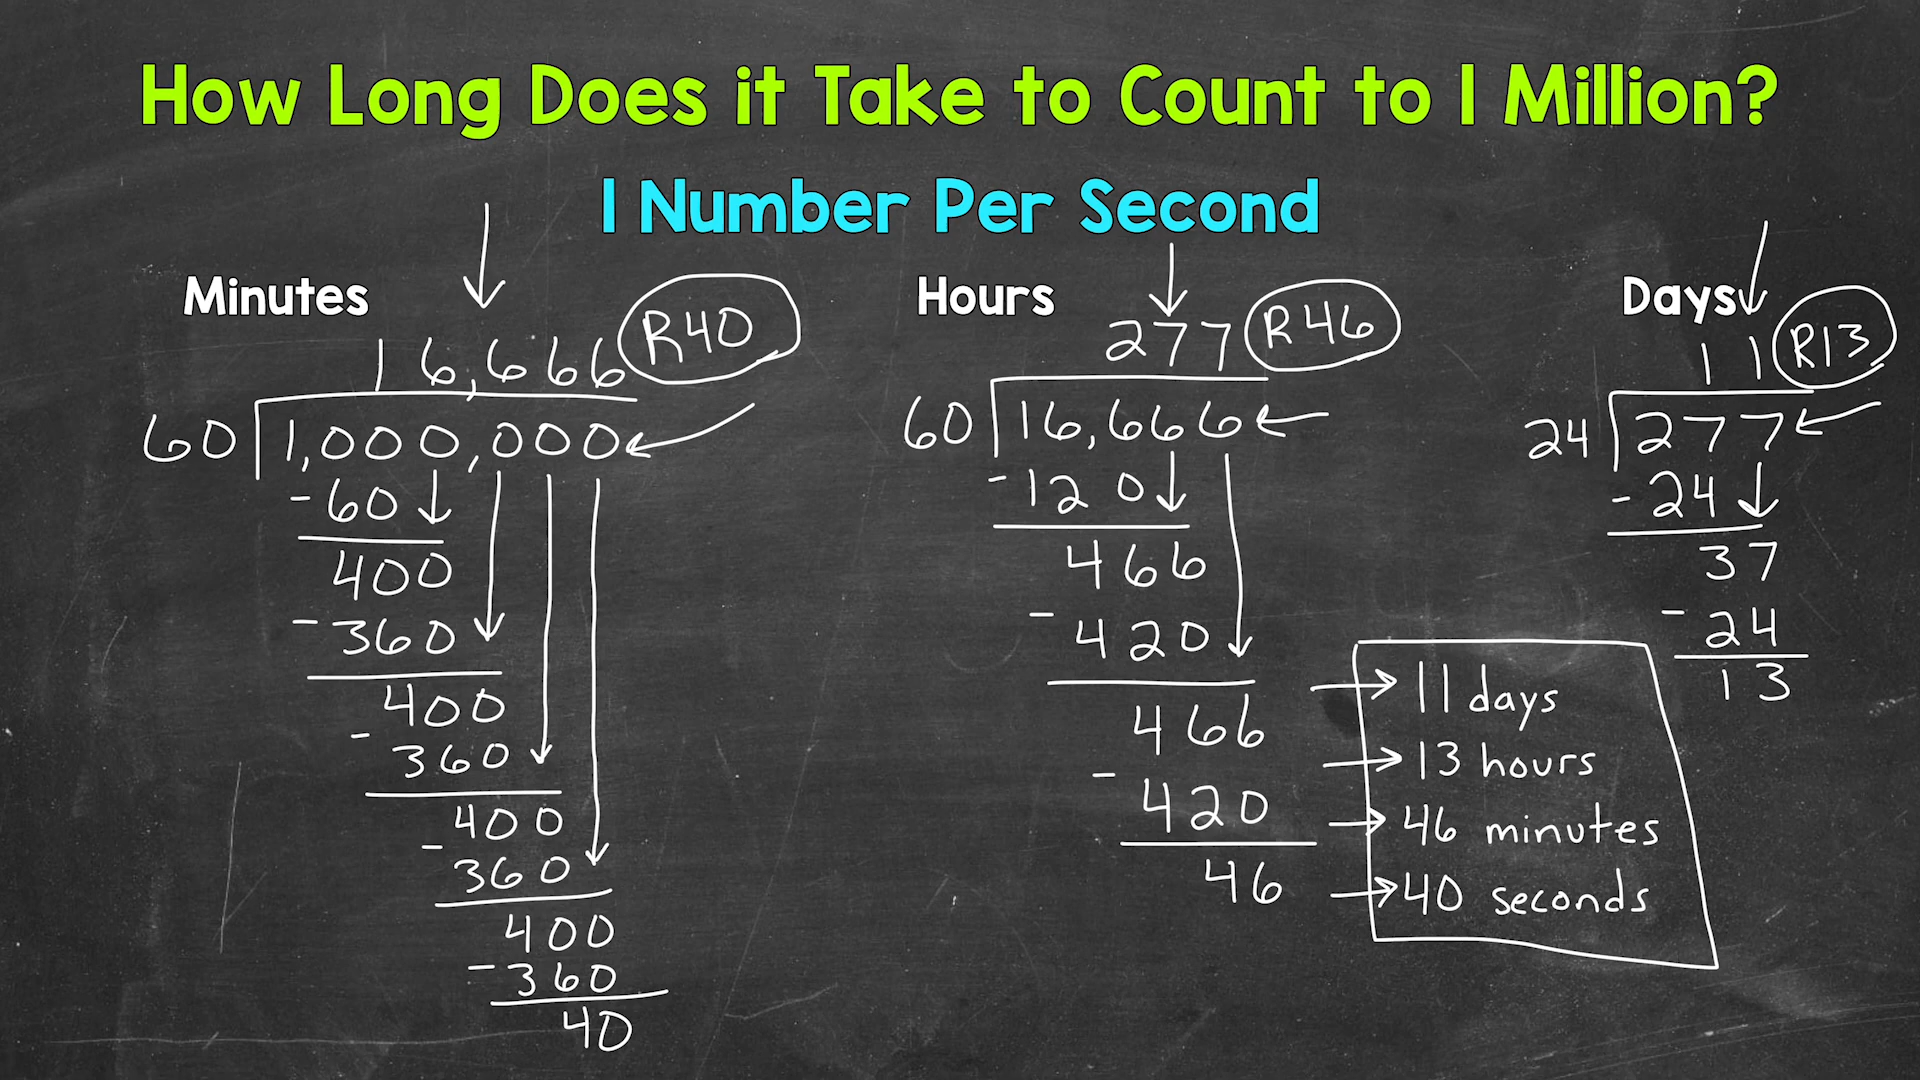 How Long Does it Take to Count to 1 Million?
1 Number Per Second
Minutes
16,666 R40
60 1,000,000
-60
400
-360
400
-360
400
-360
400
-360
40
Hours
277 R46
60 16,666
-120
466
-420
466
-420
46
Days
11 R13
24 277
-24
37
-24
13
11 days
13 hours
46 minutes
40 seconds